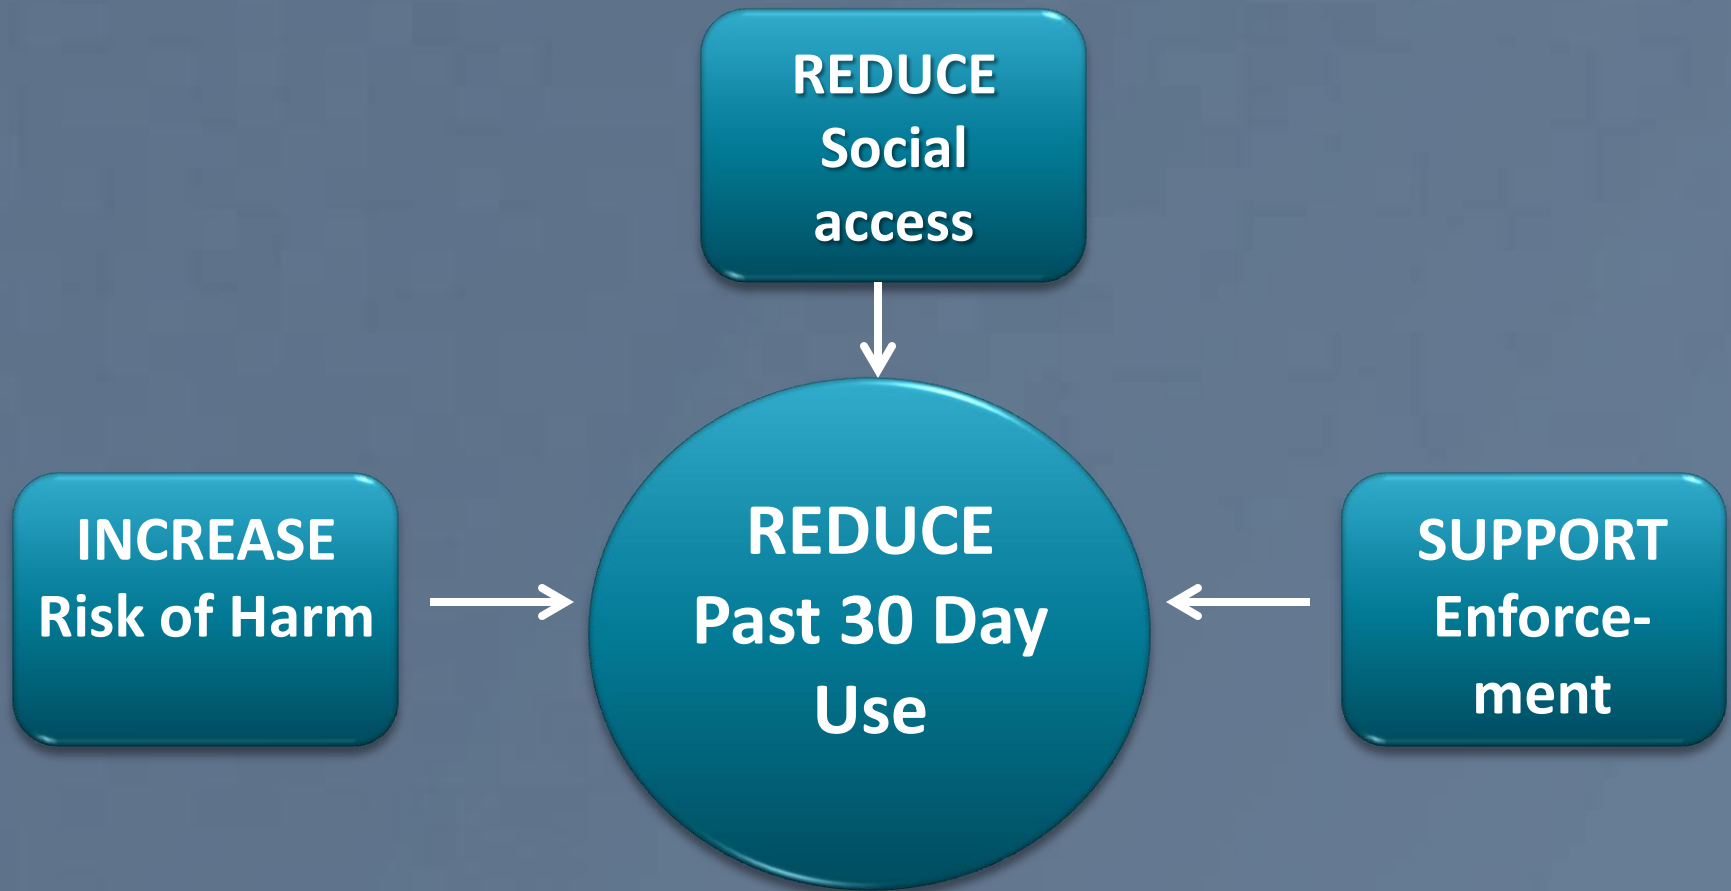 REDUCE
Social
access
INCREASE
Risk of Harm
REDUCE
Past 30 Day
Use
SUPPORT
Enforce-
ment